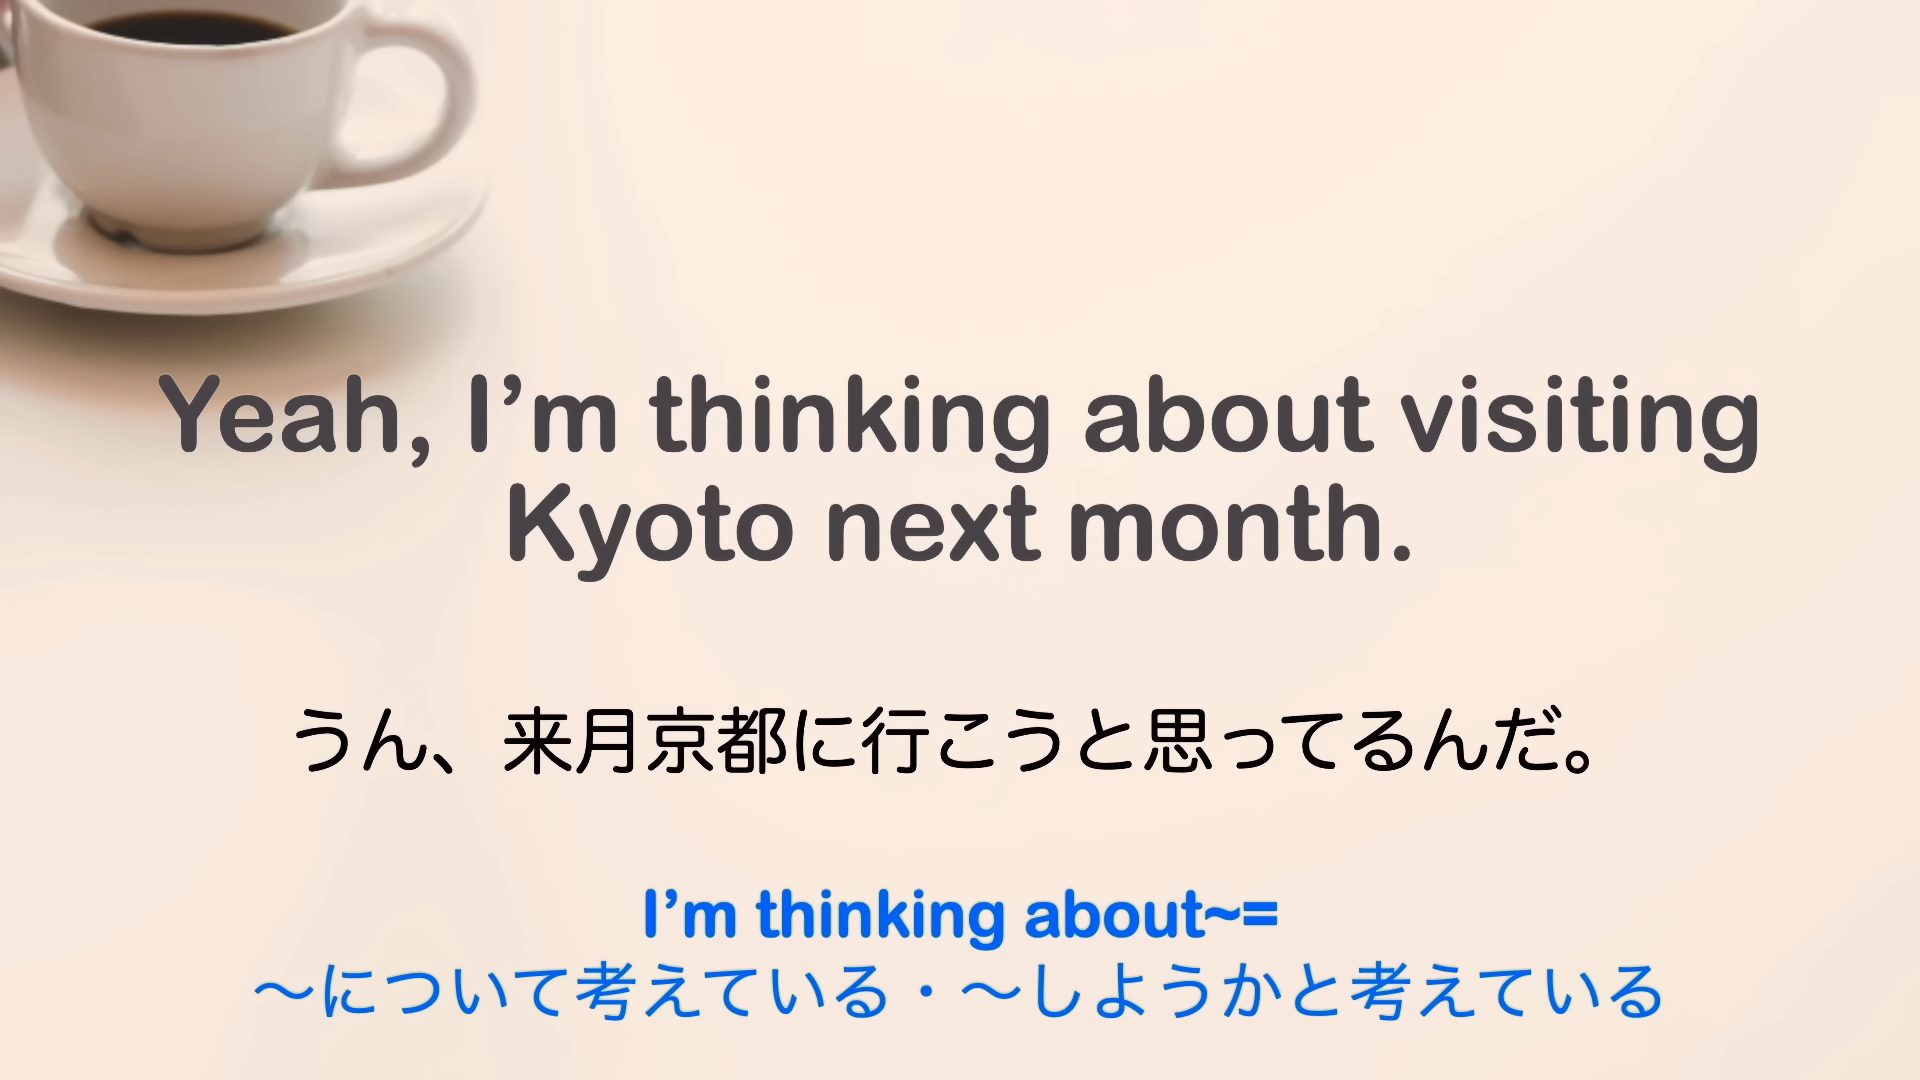 Yeah, I’m thinking about visiting
Kyoto next month.
うん、来月京都に行こうと思ってるんだ。
I’m thinking about~=
〜について考えている・〜しようかと考えている